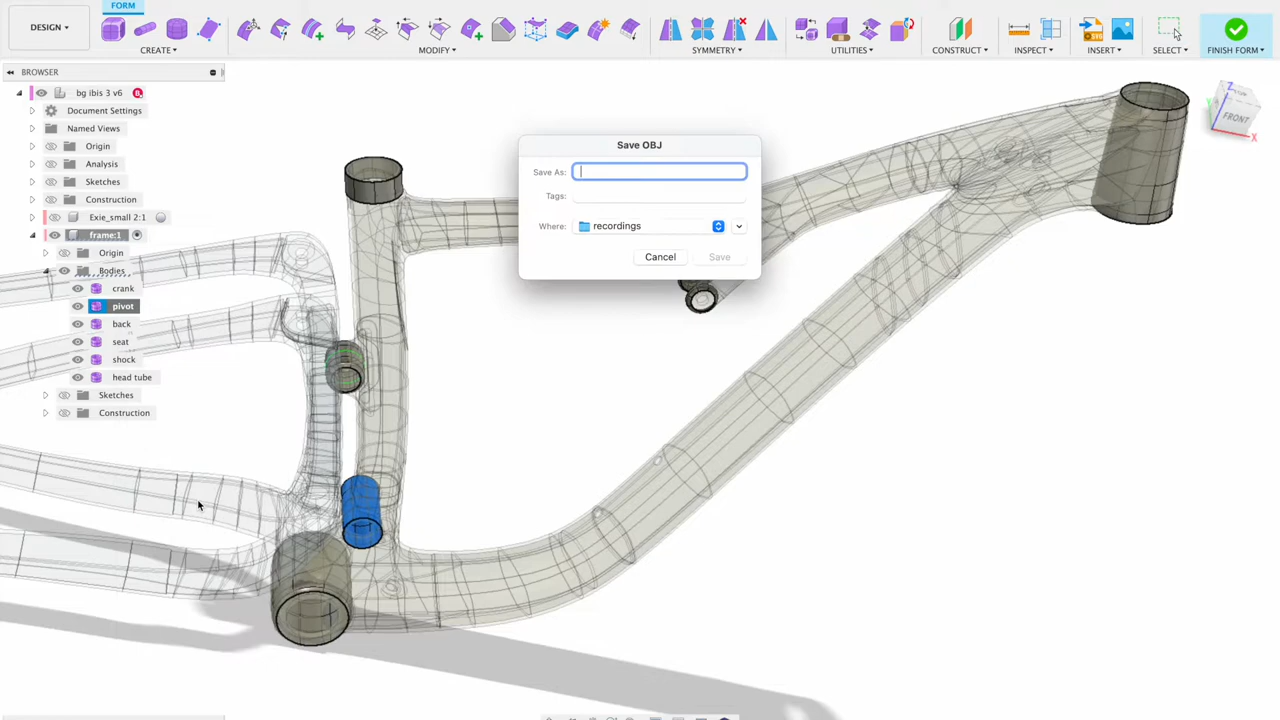 FORM
DESIGN
CREATE
MODIFY
SYMMETRY
UTILITIES
CONSTRUCT
INSPECT
INSERT
SELECT
FINISH FORM
BROWSER
bg ibis 3 v6
Document Settings
Named Views
Origin
Analysis
Sketches
Construction
Exie_small 2:1
frame:1
Origin
Bodies
crank
pivot
back
seat
shock
head tube
Sketches
Construction
Save OBJ
Save As:
Tags:
Where: recordings
Cancel Save
Z
FRONT
X